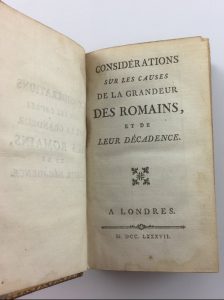 CONSIDÉRATIONS
SUR LES CAUSES
DE LA GRANDEUR
DES ROMAINS,
ET DE
LEUR DÉCADENCE.
A LONDRES.
M. DCC. LXXXVII.